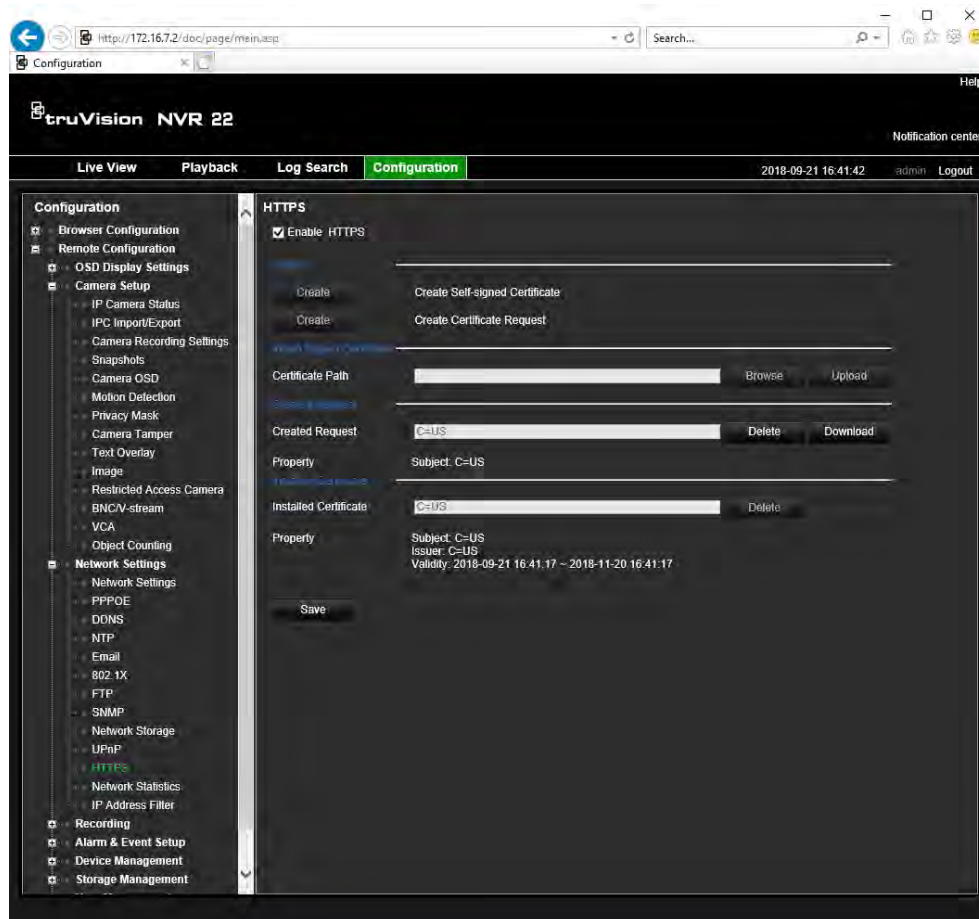 http://172.16.7.2/doc/page/main.asp
Search...
Configuration
Help
truVision NVR 22
Notification cente
Live View Playback Log Search Configuration 2018-09-21 16:41:42 admin Logout
Configuration
Browser Configuration
Remote Configuration
OSD Display Settings
Camera Setup
IP Camera Status
IPC Import/Export
Camera Recording Settings
Snapshots
Camera OSD
Motion Detection
Privacy Mask
Camera Tamper
Text Overlay
Image
Restricted Access Camera
BNC/V-stream
VCA
Object Counting
Network Settings
Network Settings
PPPOE
DDNS
NTP
Email
802.1X
FTP
SNMP
Network Storage
UPnP
HTTPS
Network Statistics
IP Address Filter
Recording
Alarm & Event Setup
Device Management
Storage Management
HTTPS
Enable HTTPS
Create Create Self-signed Certificate
Create Create Certificate Request
Certificate Path Browse Upload
Created Request C=US Delete Download
Property Subject: C=US
Installed Certificate C=US Delete
Property Subject: C=US
Issuer: C=US
Validity: 2018-09-21 16:41:17 ~ 2018-11-20 16:41:17
Save